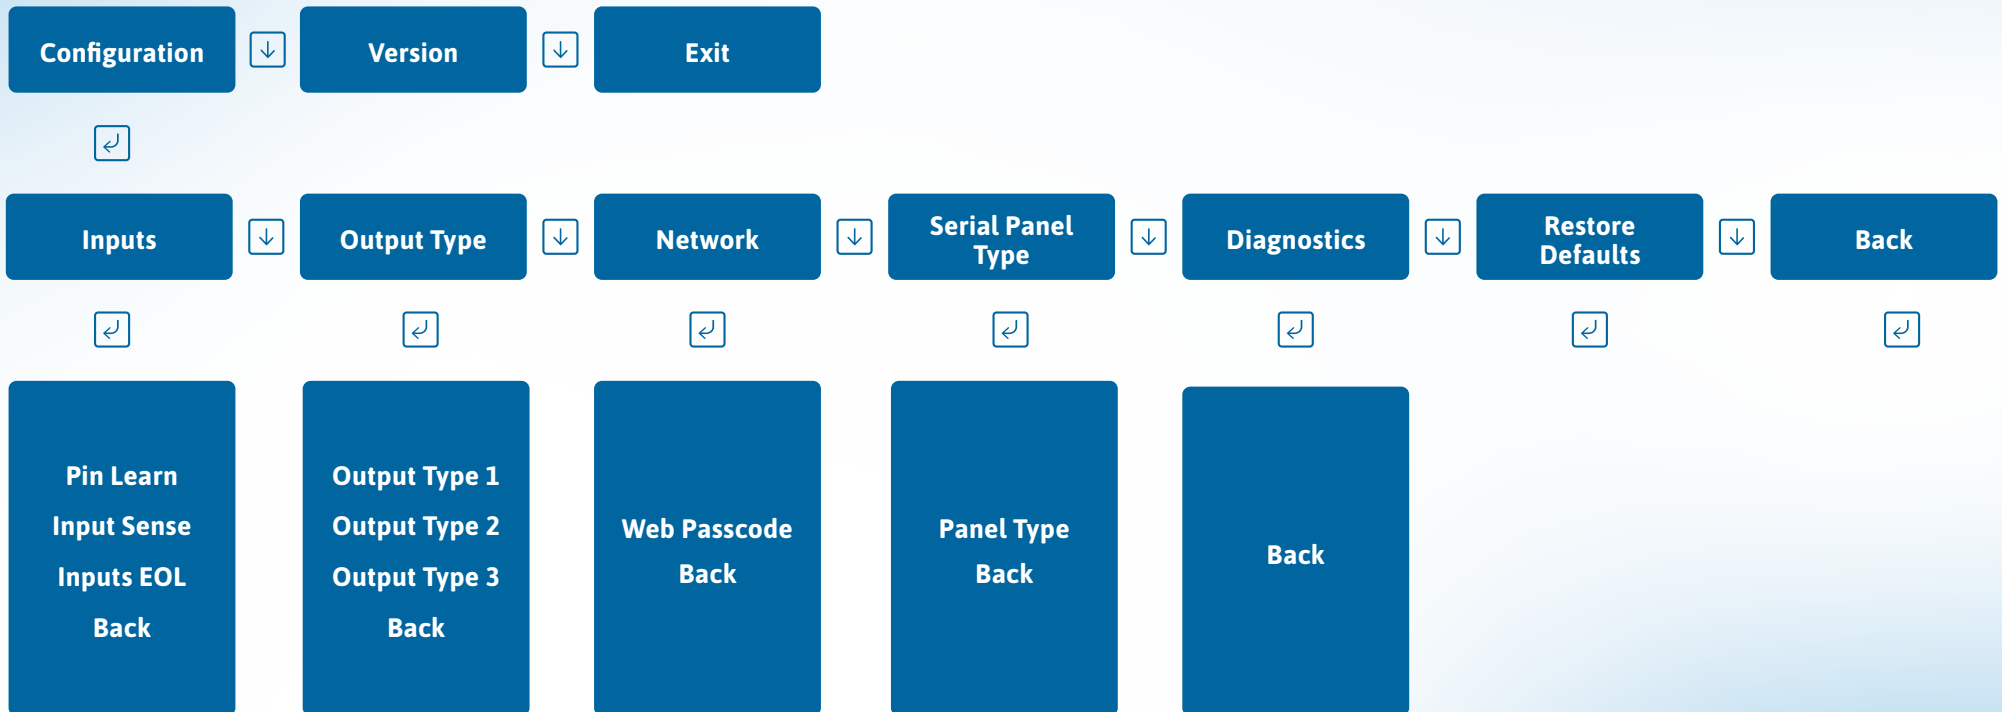 Configuration
Version
Exit
Inputs
Output Type
Network
Serial Panel
Type
Diagnostics
Restore
Defaults
Back
Pin Learn
Input Sense
Inputs EOL
Back
Output Type 1
Output Type 2
Output Type 3
Back
Web Passcode
Back
Panel Type
Back
Back